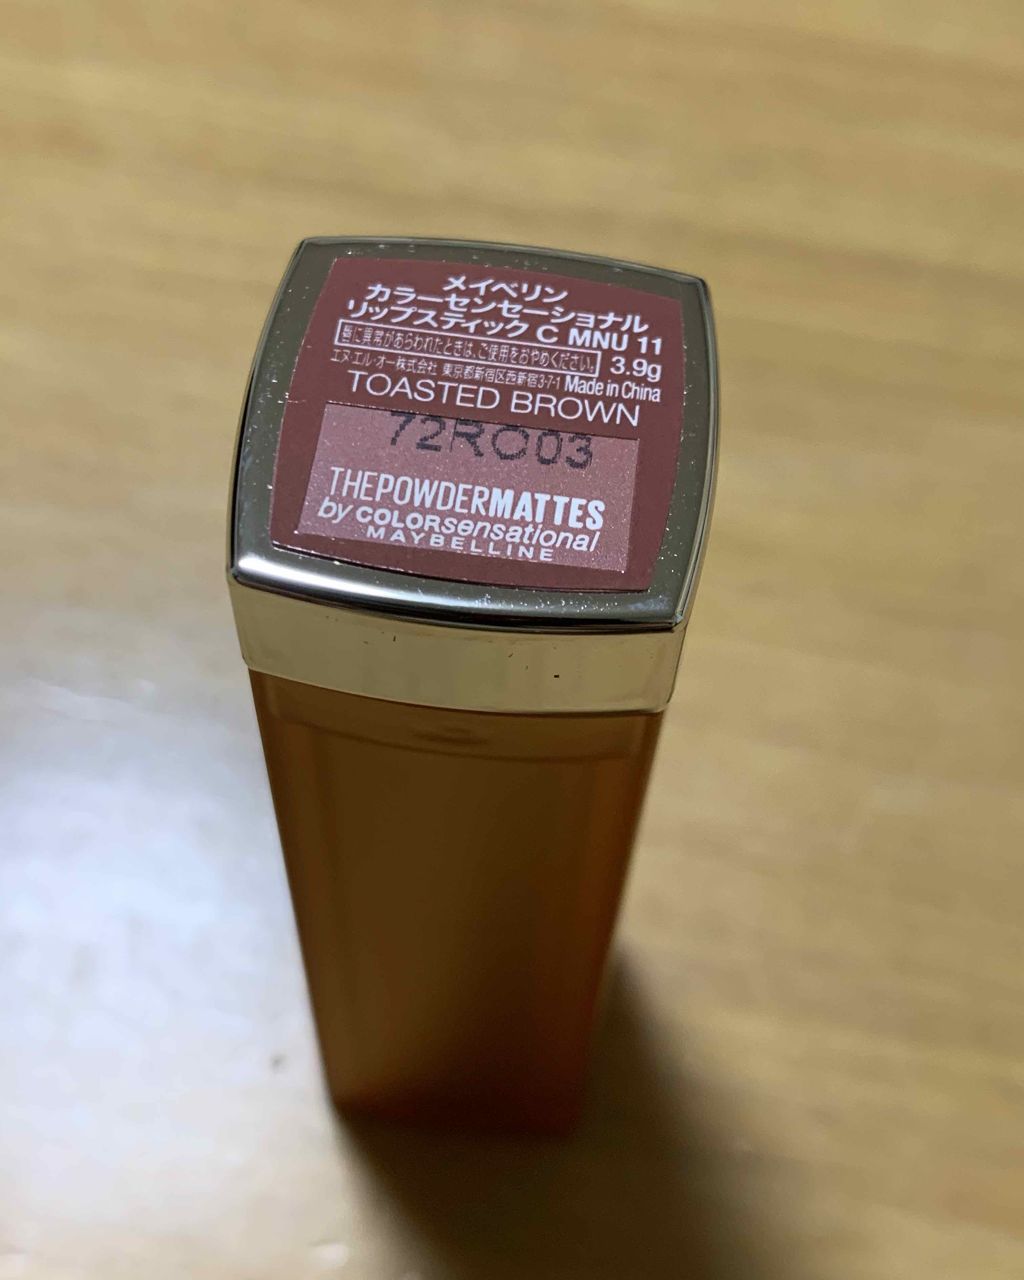 メイベリン
カラーセンセーショナル
リップスティック C MNU 11
唇に異常があらわれたときは、ご使用をおやめください。 3.9g
エヌ・エル・オー株式会社 東京都新宿区西新宿3-7-1 Made in China
TOASTED BROWN
72RO03
THEPOWDERMATTES
by COLORsensational
MAYBELLINE